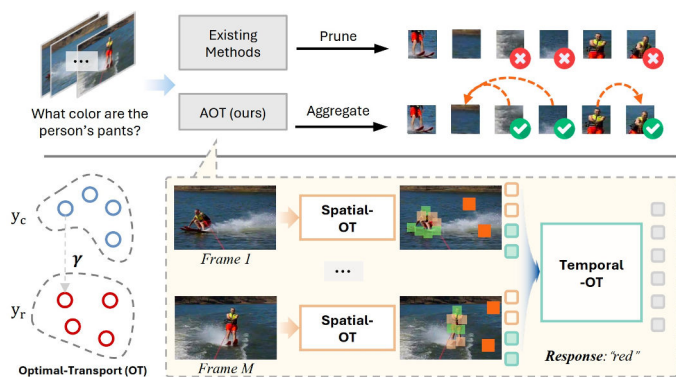 Existing
Methods
Prune
...
What color are the
person's pants?
AOT (ours)
Aggregate
y_c
γ
y_r
Optimal-Transport (OT)
Frame 1
Spatial-
OT
...
Frame M
Spatial-
OT
Temporal
-OT
Response: "red"